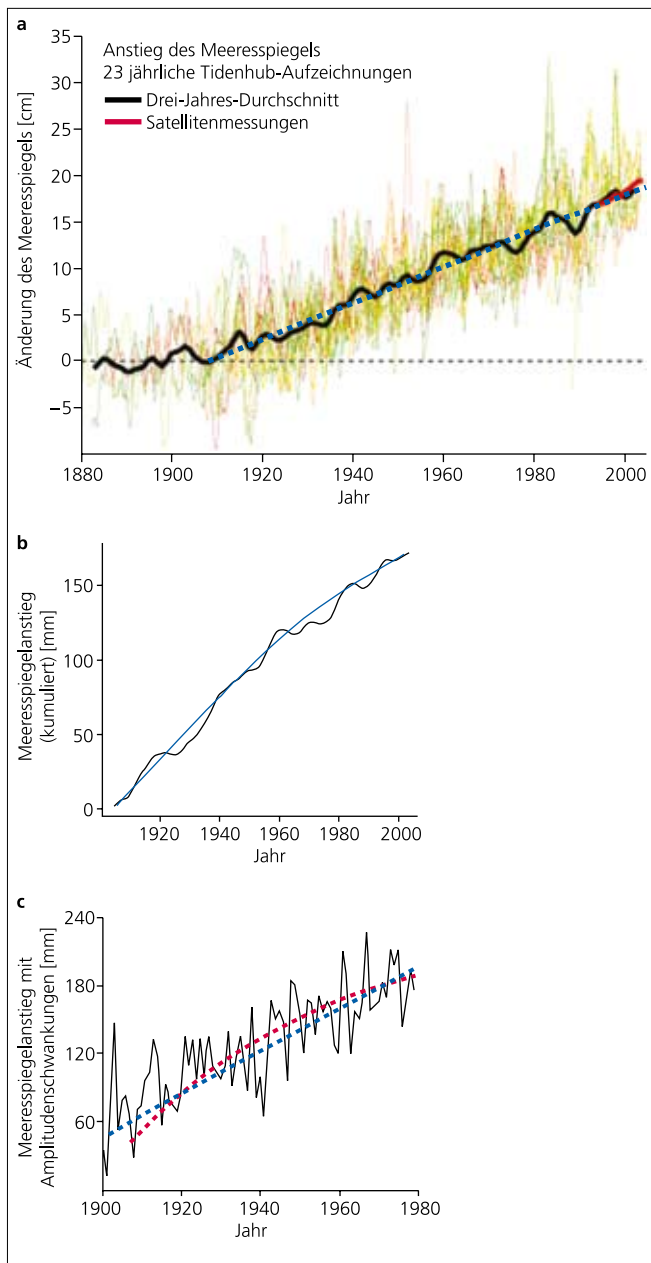 a
Anstieg des Meeresspiegels
23 jährliche Tidenhub-Aufzeichnungen
Drei-Jahres-Durchschnitt
Satellitenmessungen
Änderung des Meeresspiegels [cm]
35
30
25
20
15
10
5
0
−5
1880 1900 1920 1940 1960 1980 2000
Jahr
b
Meeresspiegelanstieg
(kumuliert) [mm]
150
100
50
0
1920 1940 1960 1980 2000
Jahr
c
Meeresspiegelanstieg mit
Amplitudenschwankungen [mm]
240
180
120
60
1900 1920 1940 1960 1980
Jahr